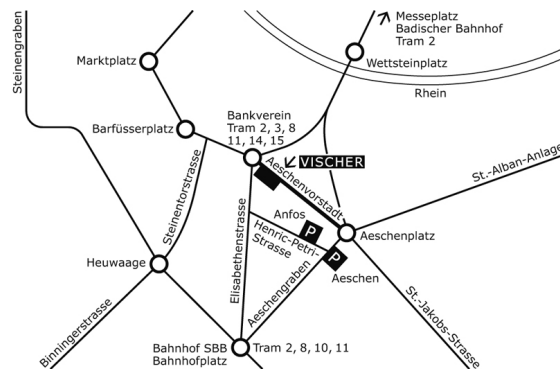 Steinengraben
Messeplatz
Badischer Bahnhof
Tram 2
Marktplatz
Wettsteinplatz
Rhein
Bankverein
Tram 2, 3, 8
11, 14, 15
Barfüsserplatz
VISCHER
St.-Alban-Anlage
Aeschenvorstadt
Steinentorstrasse
Anfos
P
Henric-Petri-
Strasse
Aeschenplatz
Elisabethenstrasse
Heuwaage
P
Aeschen
Aeschengraben
St.-Jakobs-Strasse
Binningerstrasse
Bahnhof SBB
Bahnhofplatz
Tram 2, 8, 10, 11